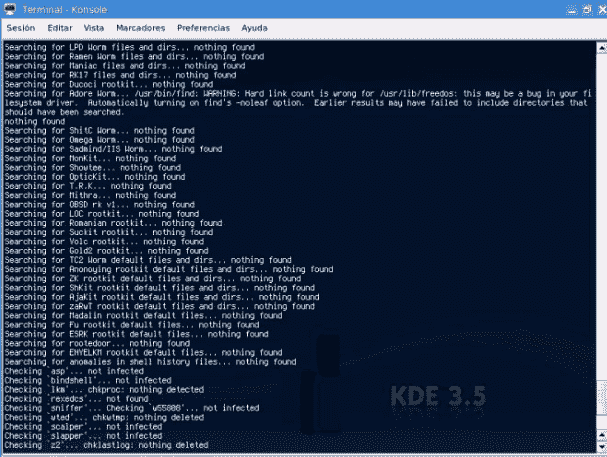 Terminal - Konsole
Sesión Editar Vista Marcadores Preferencias Ayuda
Searching for LPD Worm files and dirs... nothing found
Searching for Ramen Worm files and dirs... nothing found
Searching for Maniac files and dirs... nothing found
Searching for RK17 files and dirs... nothing found
Searching for Ducoci rootkit... nothing found
Searching for Adore Worm... /usr/bin/find: WARNING: Hard link count is wrong for /usr/lib/freedos: this may be a bug in your fi
lesystem driver.  Automatically turning on find's -noleaf option.  Earlier results may have failed to include directories that
should have been searched.
nothing found
Searching for ShitC Worm... nothing found
Searching for Omega Worm... nothing found
Searching for Sadmind/IIS Worm... nothing found
Searching for MonKit... nothing found
Searching for Showtee... nothing found
Searching for OpticKit... nothing found
Searching for T.R.K... nothing found
Searching for Mithra... nothing found
Searching for OBSD rk v1... nothing found
Searching for LOC rootkit... nothing found
Searching for Romanian rootkit... nothing found
Searching for Suckit rootkit... nothing found
Searching for Volc rootkit... nothing found
Searching for Gold2 rootkit... nothing found
Searching for TC2 Worm default files and dirs... nothing found
Searching for Anonoying rootkit default files and dirs... nothing found
Searching for ZK rootkit default files and dirs... nothing found
Searching for ShKit rootkit default files and dirs... nothing found
Searching for AjaKit rootkit default files and dirs... nothing found
Searching for zaRwT rootkit default files and dirs... nothing found
Searching for Madalin rootkit default files... nothing found
Searching for Fu rootkit default files... nothing found
Searching for ESRK rootkit default files... nothing found
Searching for rootedoor... nothing found
Searching for ENYELKM rootkit default files... nothing found
Searching for anomalies in shell history files... nothing found
Checking `asp'... not infected
Checking `bindshell'... not infected
Checking `lkm'... chkproc: nothing detected
Checking `rexedcs'... not found
Checking `sniffer'... Checking `w55808'... not infected
Checking `wted'... chkwtmp: nothing deleted
Checking `scalper'... not infected
Checking `slapper'... not infected
Checking `z2'... chklastlog: nothing deleted
KDE 3.5